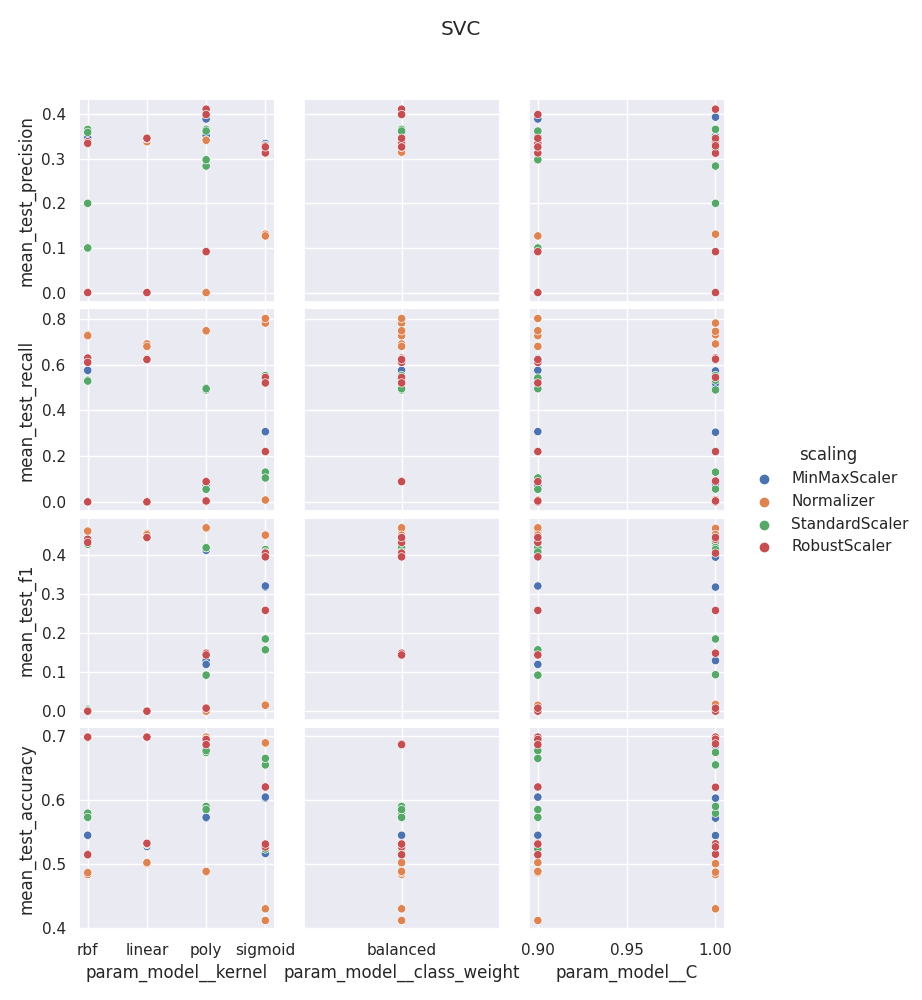 SVC
mean_test_precision
0.4
0.3
0.2
0.1
0.0
mean_test_recall
0.8
0.6
0.4
0.2
0.0
mean_test_f1
0.4
0.3
0.2
0.1
0.0
mean_test_accuracy
0.7
0.6
0.5
0.4
rbf linear poly sigmoid
param_model__kernel
balanced
param_model__class_weight
0.90 0.95 1.00
param_model__C
scaling
MinMaxScaler
Normalizer
StandardScaler
RobustScaler